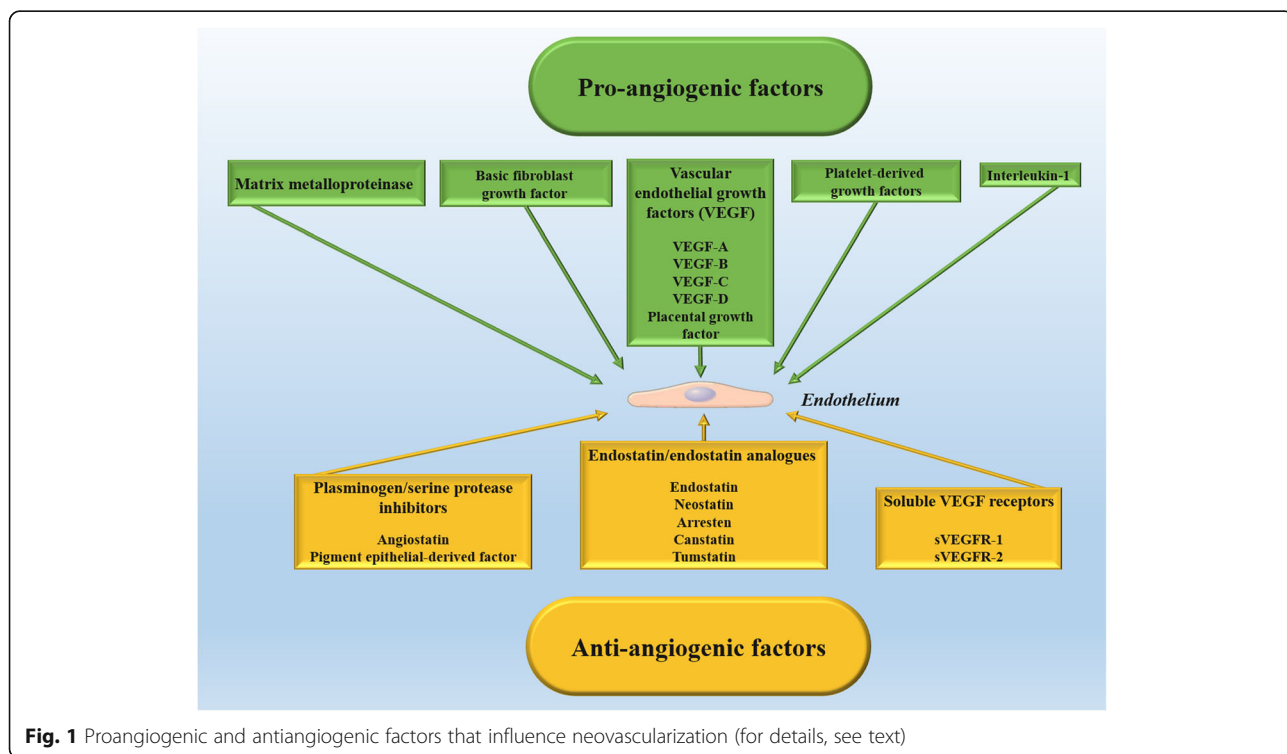 Pro-angiogenic factors
Matrix metalloproteinase
Basic fibroblast
growth factor
Vascular
endothelial growth
factors (VEGF)
VEGF-A
VEGF-B
VEGF-C
VEGF-D
Placental growth
factor
Platelet-derived
growth factors
Interleukin-1
Endothelium
Plasminogen/serine protease
inhibitors
Angiostatin
Pigment epithelial-derived factor
Endostatin/endostatin analogues
Endostatin
Neostatin
Arresten
Canstatin
Tumstatin
Soluble VEGF receptors
sVEGFR-1
sVEGFR-2
Anti-angiogenic factors
Fig. 1 Proangiogenic and antiangiogenic factors that influence neovascularization (for details, see text)